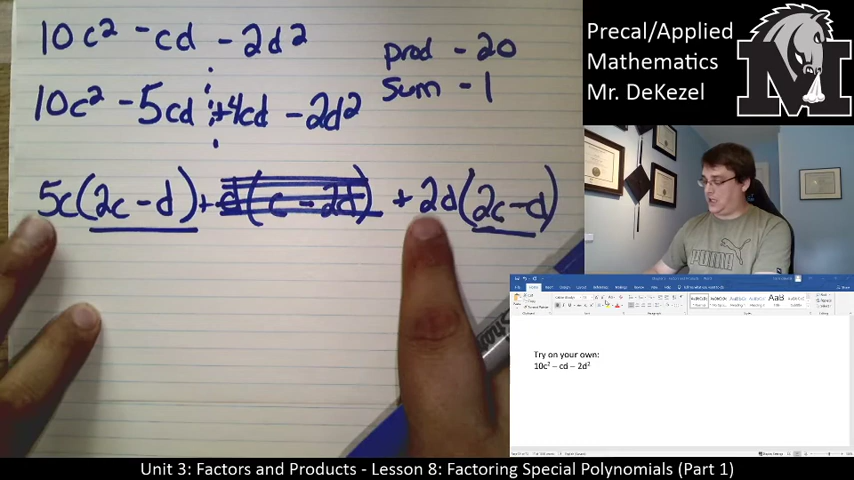 10c² - cd - 2d²
prod - 20
sum - 1
10c² - 5cd + 4cd - 2d²
5c(2c - d) + d(c - 2d) + 2d(2c - d)
Precal/Applied
Mathematics
Mr. DeKezel
M
PUMA
Try on your own:
10c² – cd – 2d²
Unit 3: Factors and Products - Lesson 8: Factoring Special Polynomials (Part 1)